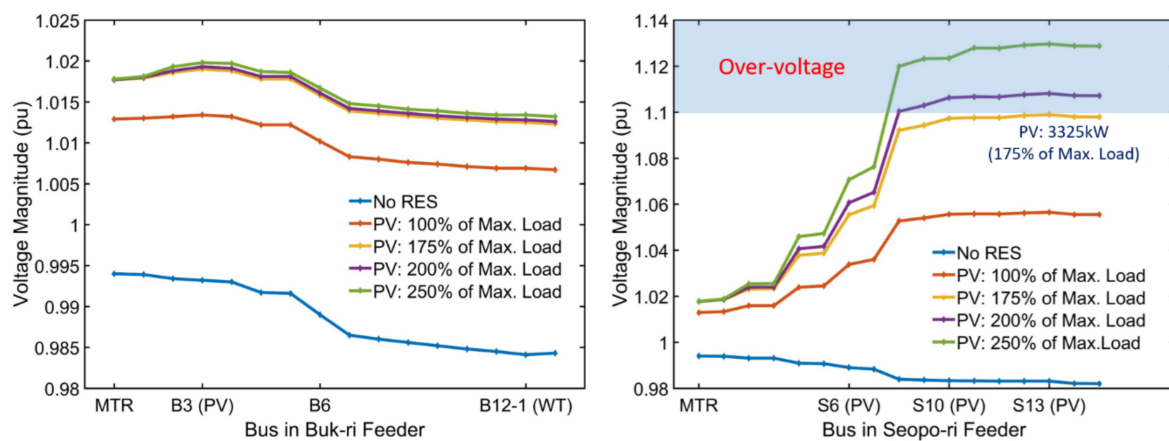 1.025
1.02
1.015
1.01
1.005
1
0.995
0.99
0.985
0.98
Voltage Magnitude (pu)
No RES
PV: 100% of Max. Load
PV: 175% of Max. Load
PV: 200% of Max. Load
PV: 250% of Max. Load
MTR
B3 (PV)
B6
B12-1 (WT)
Bus in Buk-ri Feeder
1.14
1.12
1.1
1.08
1.06
1.04
1.02
1
0.98
Voltage Magnitude (pu)
Over-voltage
PV: 3325kW
(175% of Max. Load)
No RES
PV: 100% of Max. Load
PV: 175% of Max. Load
PV: 200% of Max. Load
PV: 250% of Max.Load
MTR
S6 (PV)
S10 (PV)
S13 (PV)
Bus in Seopo-ri Feeder